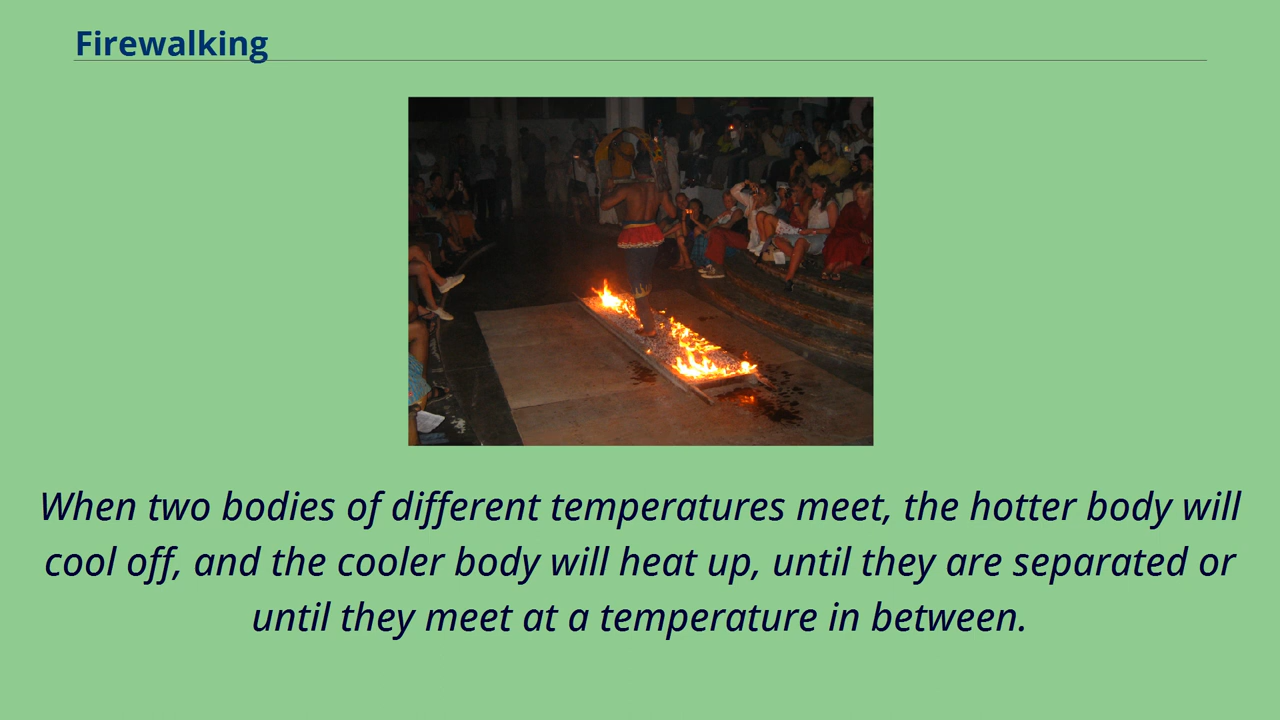 Firewalking
When two bodies of different temperatures meet, the hotter body will
cool off, and the cooler body will heat up, until they are separated or
until they meet at a temperature in between.